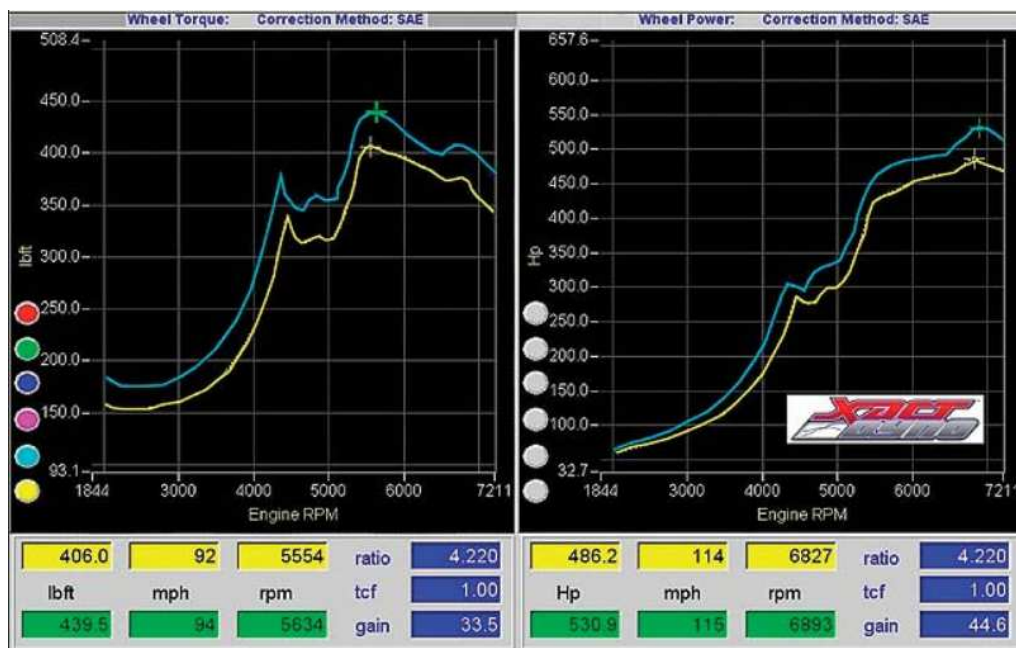 Wheel Torque: Correction Method: SAE
508.4
450.0
400.0
350.0
300.0
250.0
200.0
150.0
93.1
lbft
1844 3000 4000 5000 6000 7211
Engine RPM
406.0 92 5554 ratio 4.220
lbft mph rpm tcf 1.00
439.5 94 5634 gain 33.5
Wheel Power: Correction Method: SAE
657.6
600.0
550.0
500.0
450.0
400.0
350.0
300.0
250.0
200.0
150.0
100.0
32.7
Hp
XACT
DYNO
1844 3000 4000 5000 6000 7211
Engine RPM
486.2 114 6827 ratio 4.220
Hp mph rpm tcf 1.00
530.9 115 6893 gain 44.6